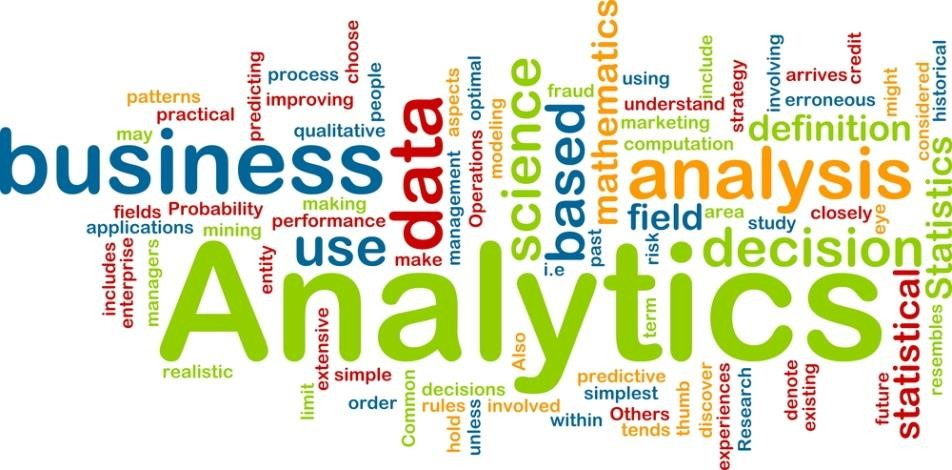 mathematics
choose
predicting
process
people
improving
patterns
practical
may
qualitative
business
data
aspects
optimal
modeling
science
fraud
based
using
include
strategy
involving
arrives
credit
might
considered
historical
understand
erroneous
marketing
computation
definition
analysis
fields
Probability
making
applications
mining
performance
management
Operations
field
area
study
closely
eye
Statistics
includes
enterprise
managers
entity
use
make
i.e
past
risk
decision
Analytics
term
statistical
resembles
realistic
extensive
limit
simple
order
Common
decisions
rules
hold
unless
involved
Also
predictive
simplest
within
Others
tends
thumb
discover
experiences
Research
denote
existing
future